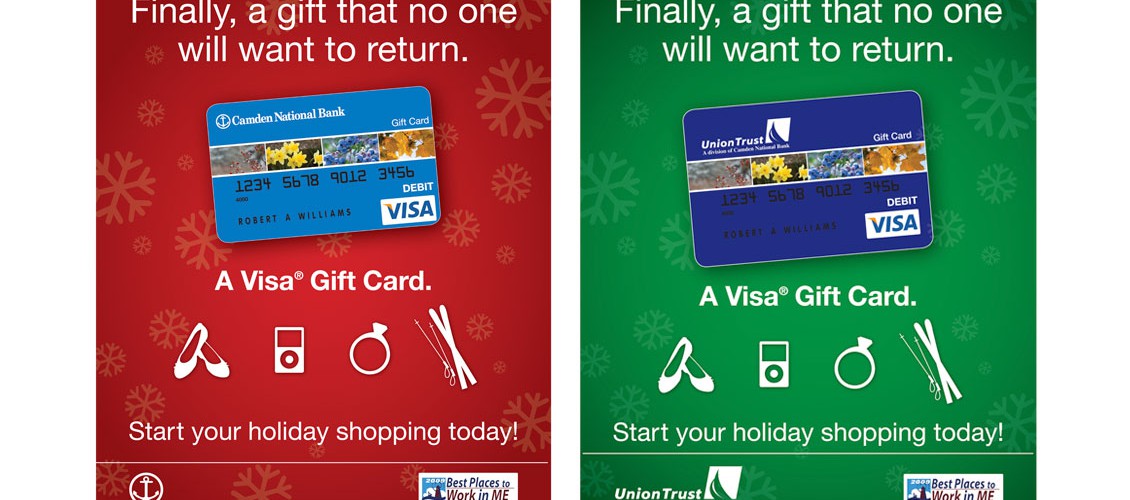 Finally, a gift that no one
will want to return.
Camden National Bank
Gift Card
1234 5678 9012 3456
4000
DEBIT
ROBERT A WILLIAMS
VISA
A Visa® Gift Card.
Start your holiday shopping today!
2009 Best Places to
Work in ME
Finally, a gift that no one
will want to return.
UnionTrust
A division of Camden National Bank
Gift Card
1234 5678 9012 3456
DEBIT
ROBERT A WILLIAMS
VISA
A Visa® Gift Card.
Start your holiday shopping today!
UnionTrust
2009 Best Places to
Work in ME